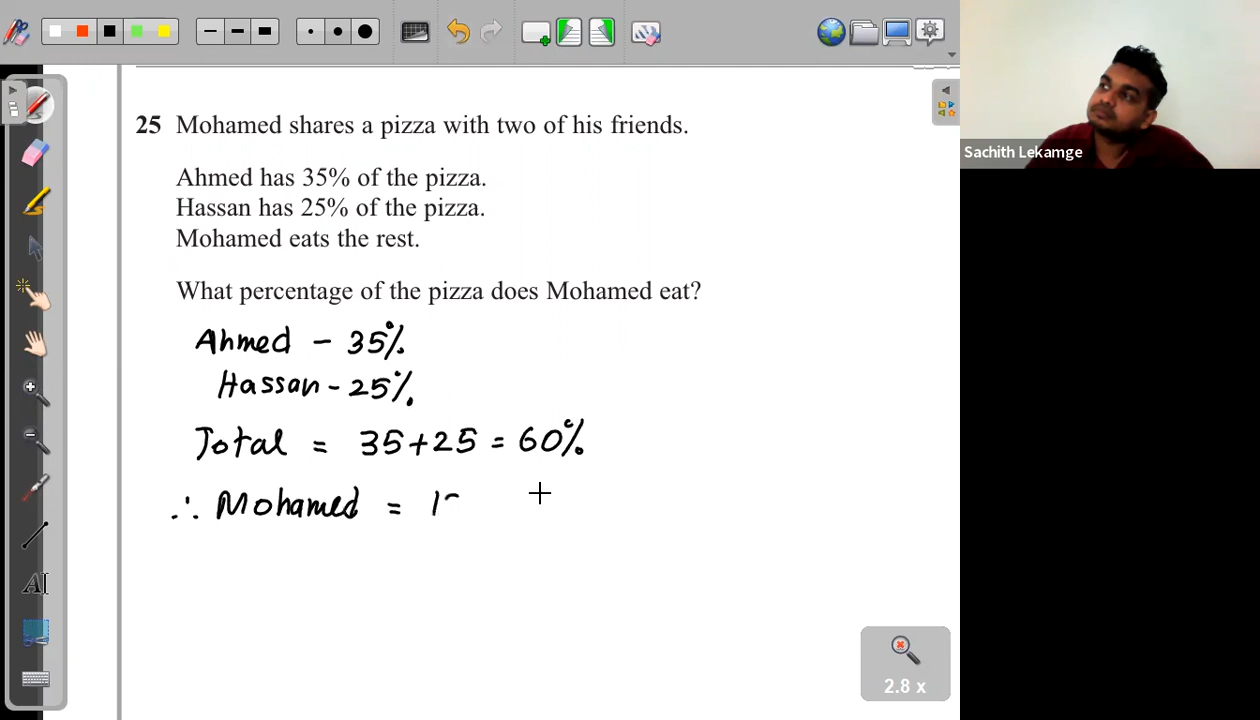 25 Mohamed shares a pizza with two of his friends.
Ahmed has 35% of the pizza.
Hassan has 25% of the pizza.
Mohamed eats the rest.
What percentage of the pizza does Mohamed eat?
Ahmed - 35%
Hassan - 25%
Total = 35+25 = 60%
∴ Mohamed =
Sachith Lekamge
2.8 x